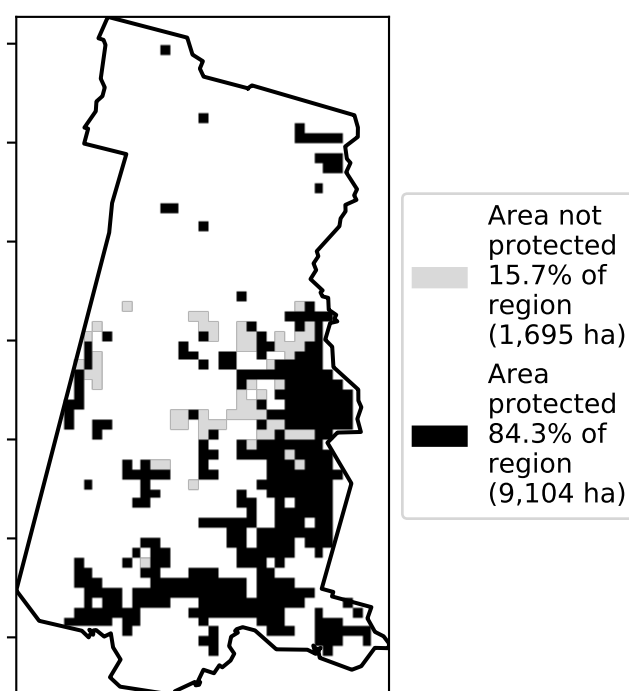 Area not
protected
15.7% of
region
(1,695 ha)
Area
protected
84.3% of
region
(9,104 ha)